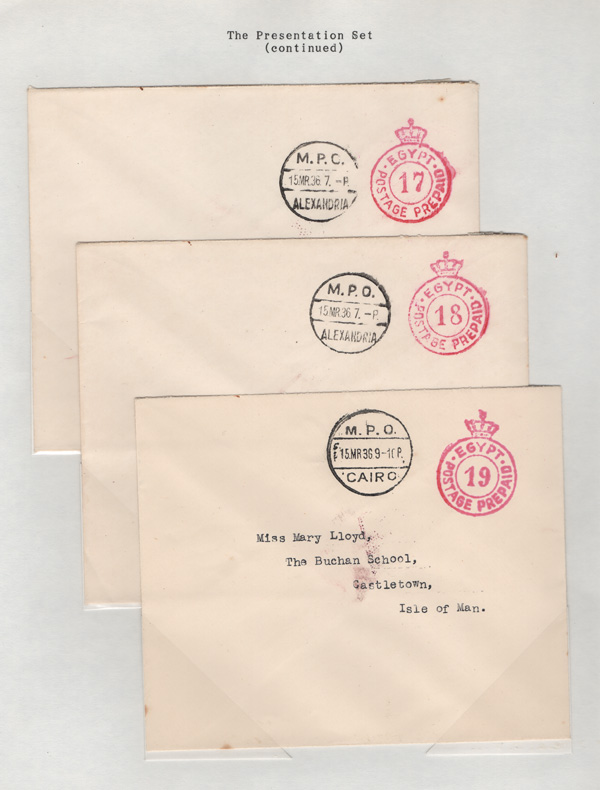 The Presentation Set
(continued)
M.P.O.
15MR36.7.-P.
ALEXANDRIA
·EGYPT·
17
POSTAGE PREPAID
M.P.O.
15MR36 7.-P.
ALEXANDRIA
·EGYPT·
18
POSTAGE PREPAID
M.P.O.
15MR36 9-10P.
CAIRO
·EGYPT·
19
POSTAGE PREPAID
Miss Mary Lloyd,
The Buchan School,
Castletown,
Isle of Man.